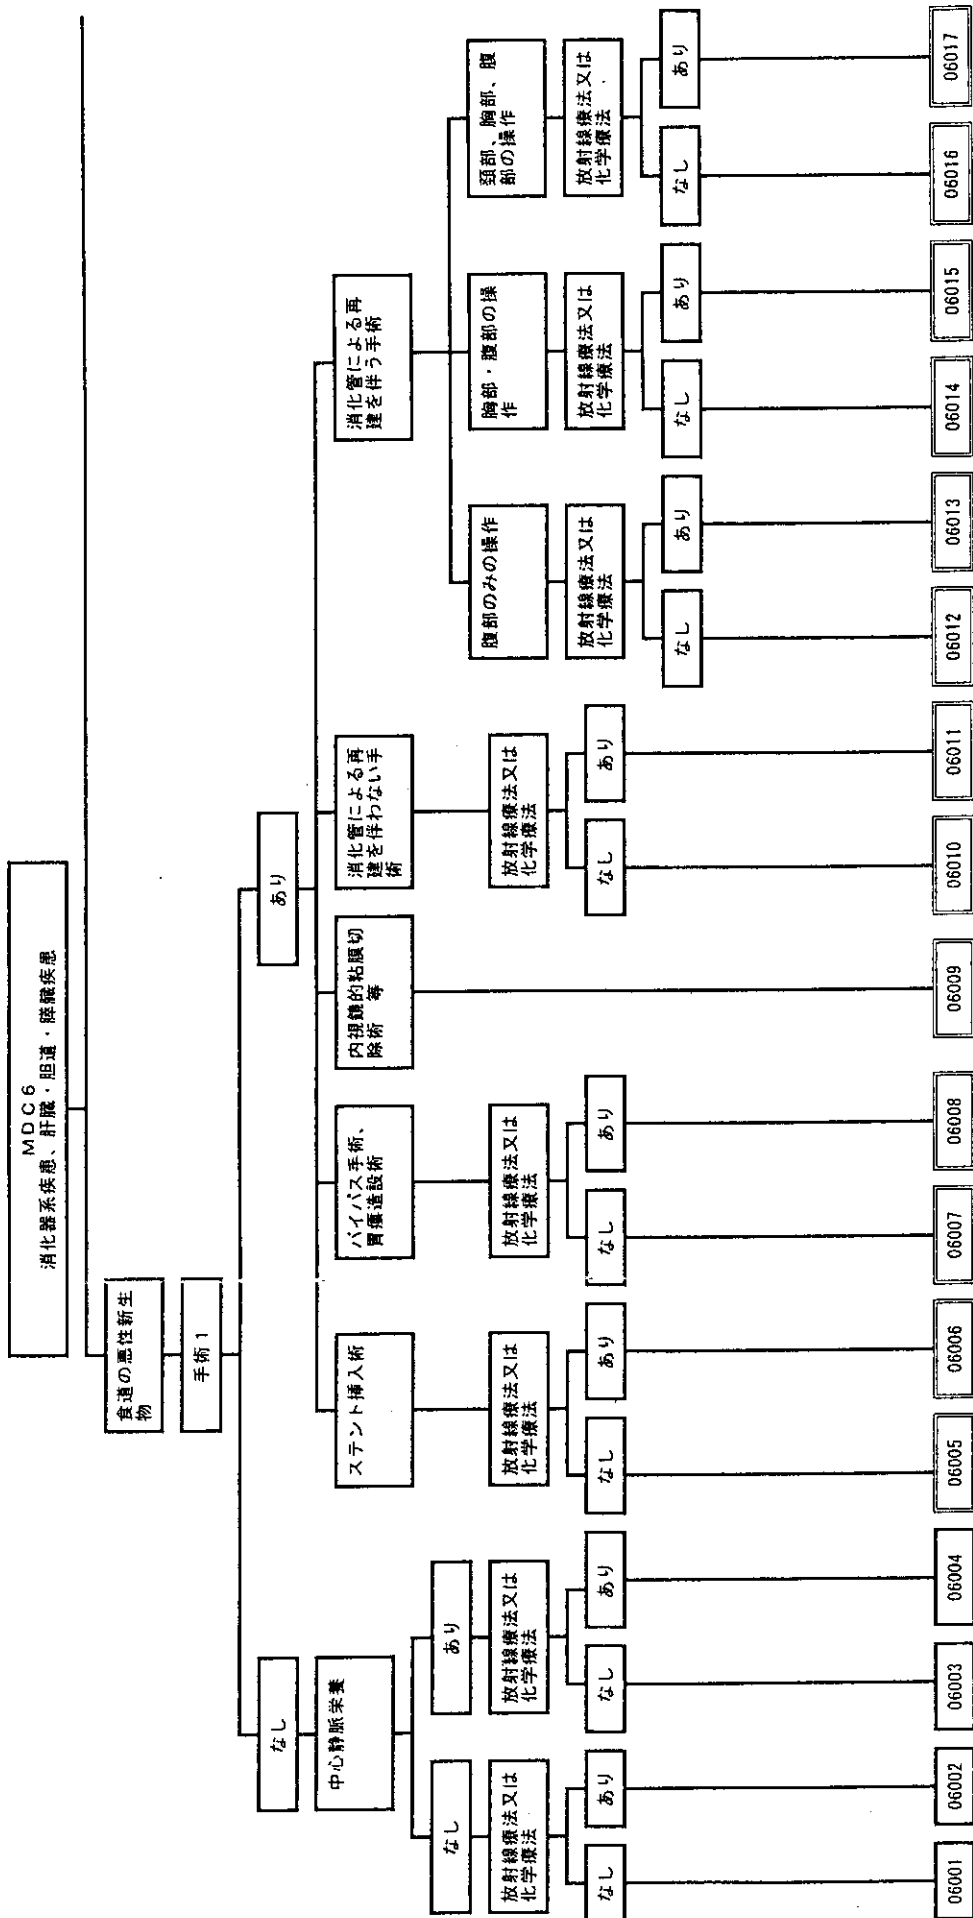 MDC6
消化器系疾患、肝臓・胆道・膵臓疾患
食道の悪性新生
物
手術1
なし
あり
中心静脈栄養
ステント挿入術
バイパス手術、
胃瘻造設術
内視鏡的粘膜切
除術 等
消化管による再
建を伴わない手
術
消化管による再
建を伴う手術
なし
あり
腹部のみの操作
胸部・腹部の操
作
頚部、胸部、腹
部の操作
放射線療法又は
化学療法
放射線療法又は
化学療法
放射線療法又は
化学療法
放射線療法又は
化学療法
放射線療法又は
化学療法
放射線療法又は
化学療法
放射線療法又は
化学療法
放射線療法又は
化学療法
なし
あり
なし
あり
なし
あり
なし
あり
なし
あり
なし
あり
なし
あり
なし
あり
06001
06002
06003
06004
06005
06006
06007
06008
06009
06010
06011
06012
06013
06014
06015
06016
06017